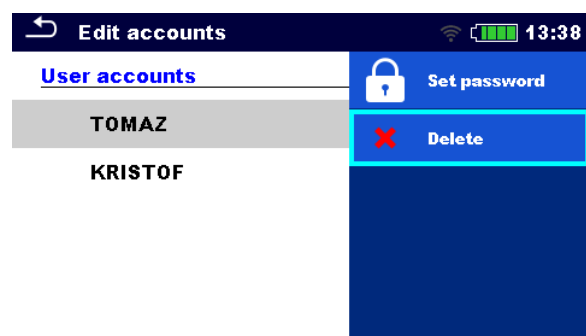 Edit accounts
13:38
User accounts
Set password
TOMAZ
Delete
KRISTOF